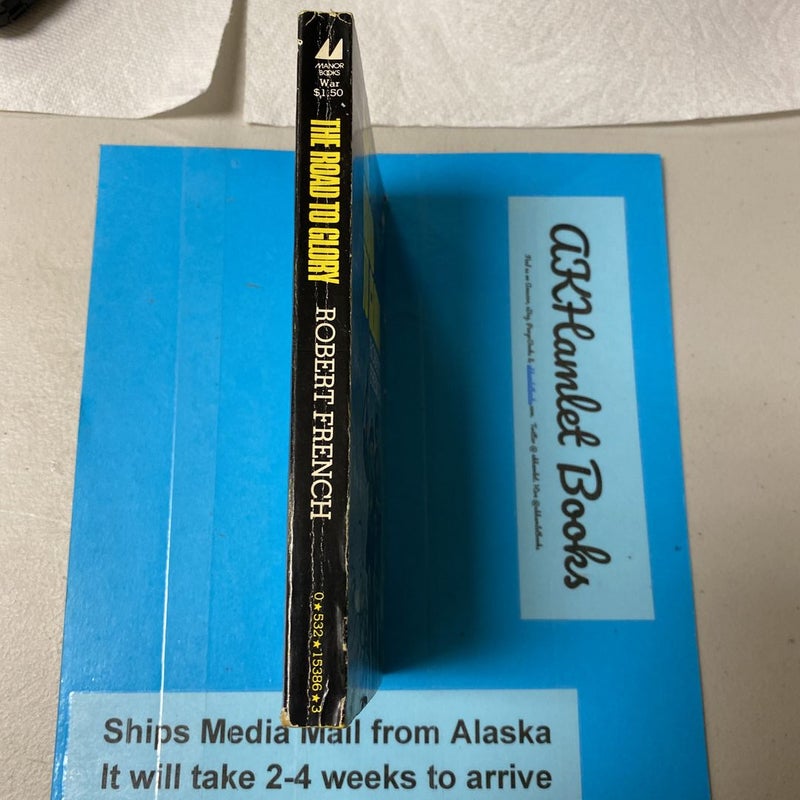 MANOR
BOOKS
War
$1.50
THE ROAD TO GLORY
ROBERT FRENCH
0★532★15386★3
AKHamlet Books
Ships Media Mail from Alaska
It will take 2-4 weeks to arrive